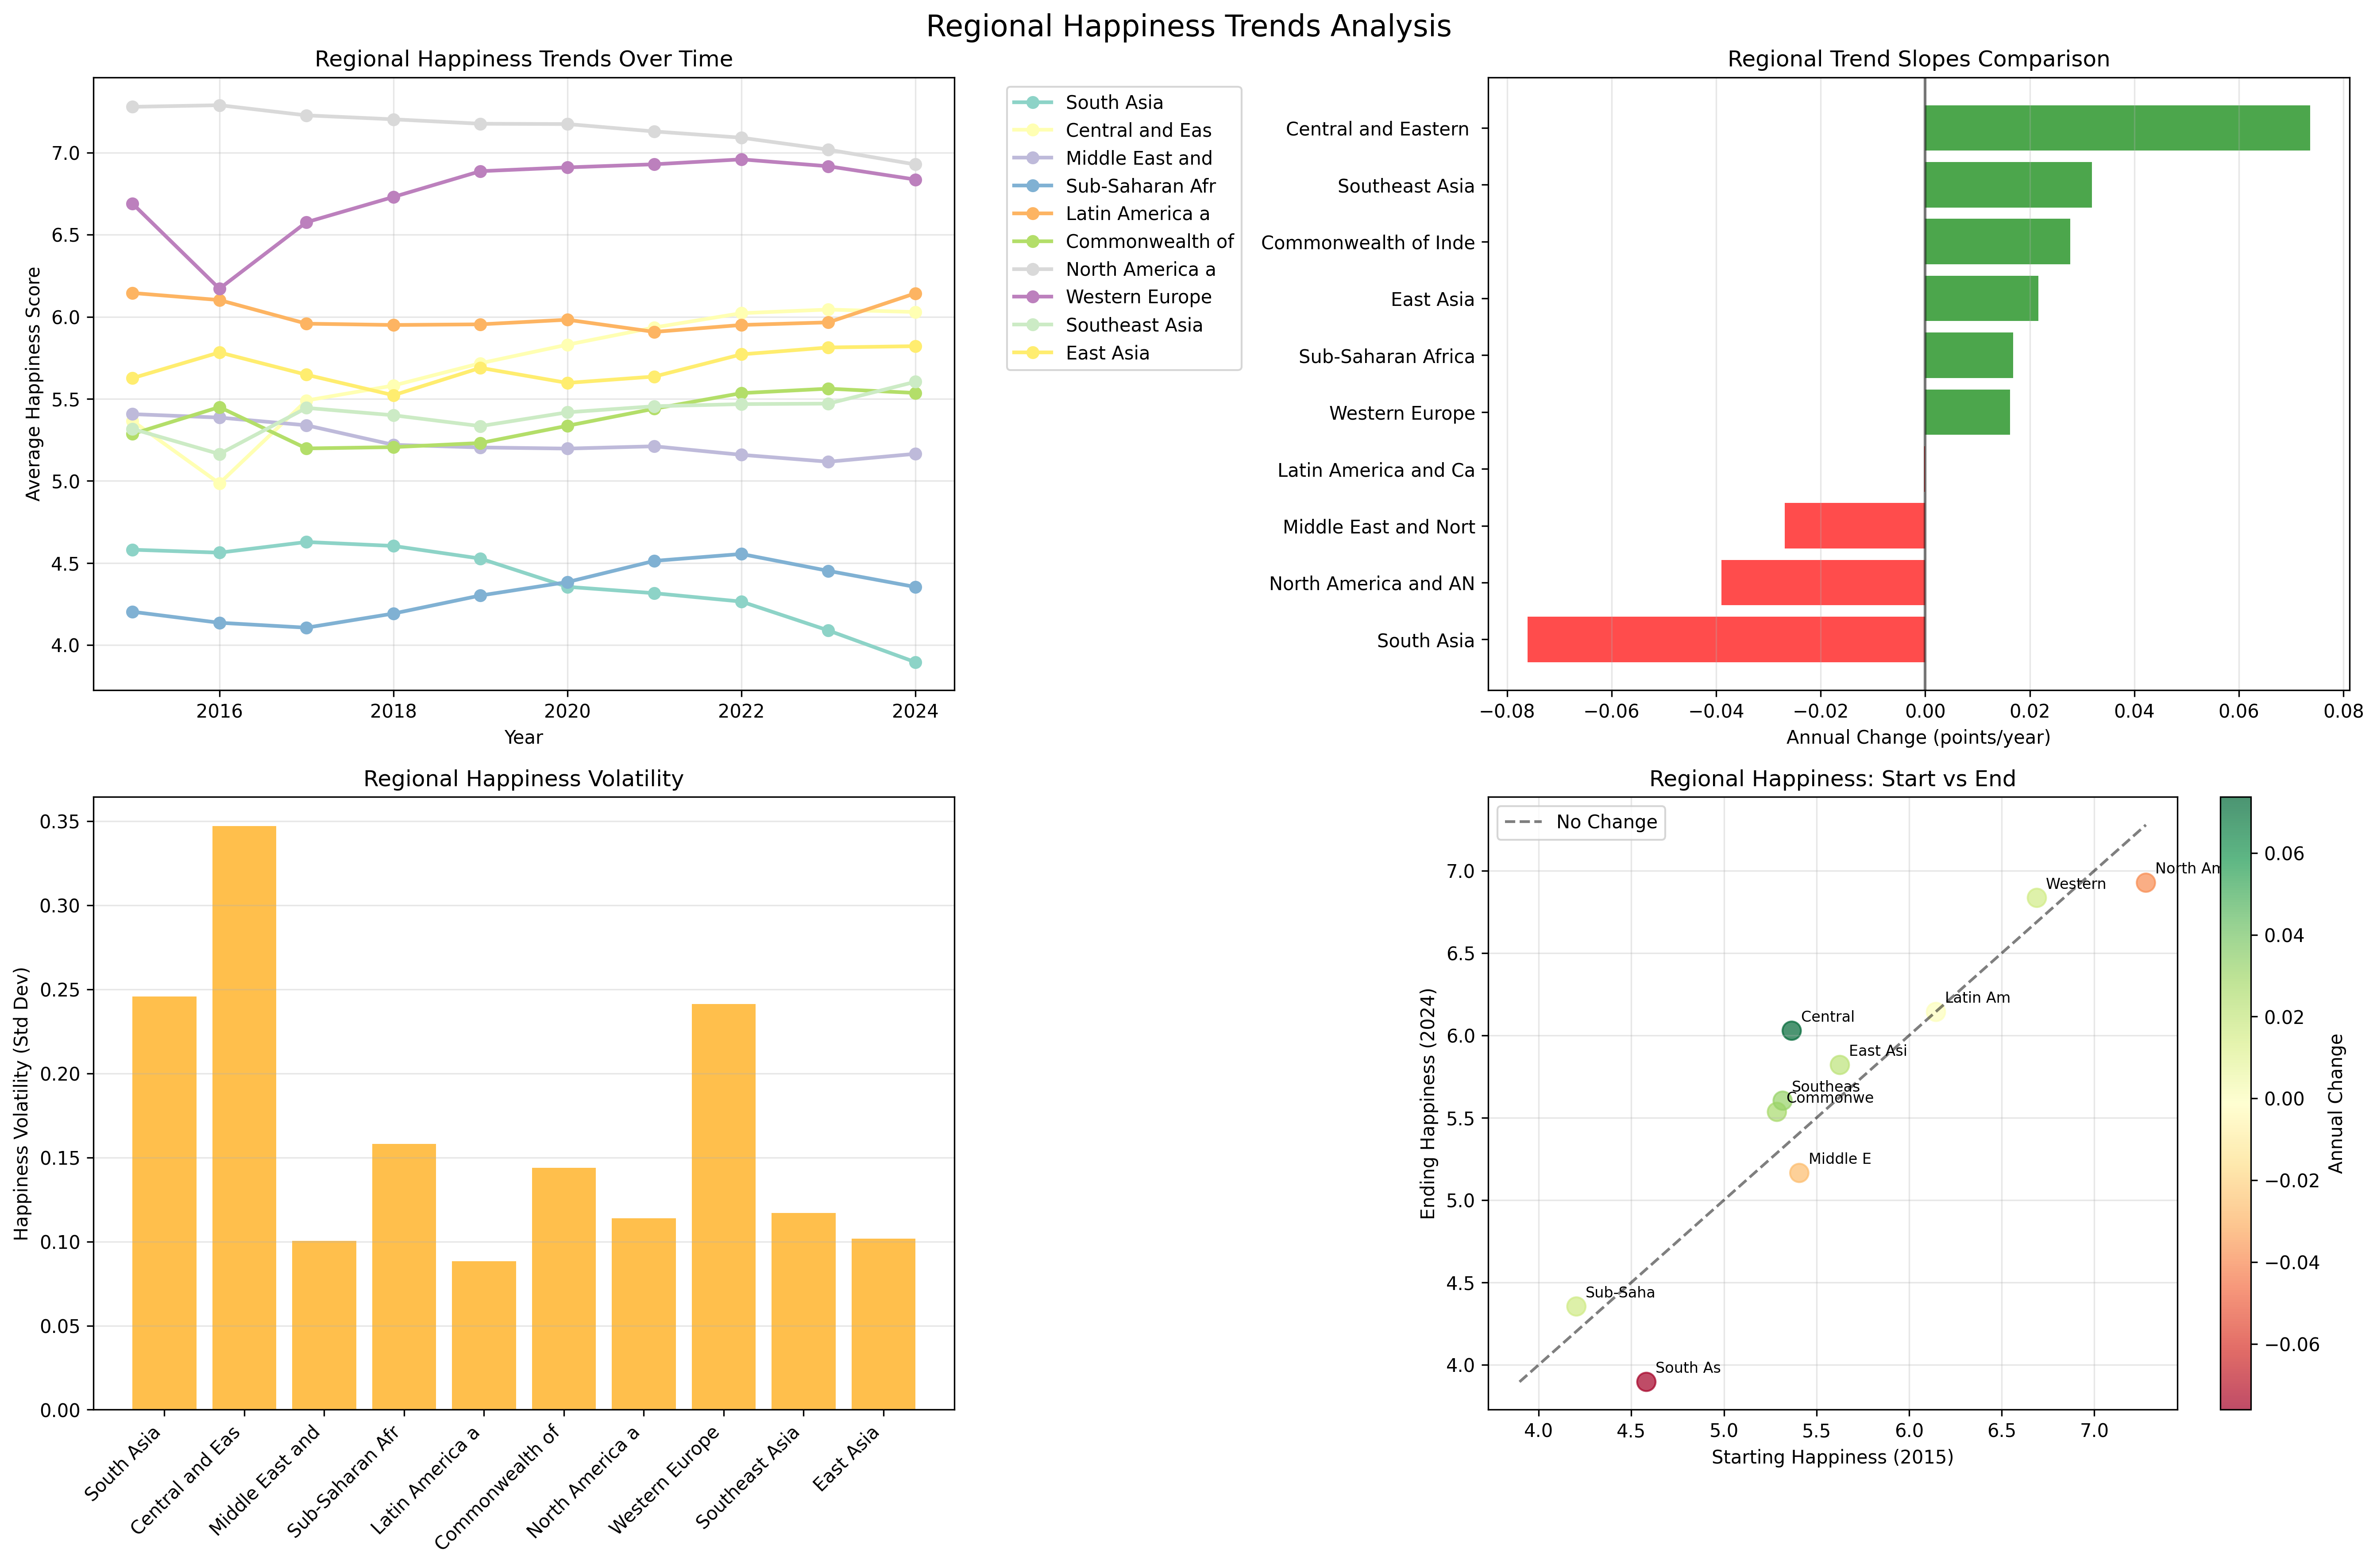 Regional Happiness Trends Analysis
Regional Happiness Trends Over Time
Average Happiness Score
7.0
6.5
6.0
5.5
5.0
4.5
4.0
2016 2018 2020 2022 2024
Year
South Asia
Central and Eas
Middle East and
Sub-Saharan Afr
Latin America a
Commonwealth of
North America a
Western Europe
Southeast Asia
East Asia
Regional Trend Slopes Comparison
Central and Eastern
Southeast Asia
Commonwealth of Inde
East Asia
Sub-Saharan Africa
Western Europe
Latin America and Ca
Middle East and Nort
North America and AN
South Asia
−0.08 −0.06 −0.04 −0.02 0.00 0.02 0.04 0.06 0.08
Annual Change (points/year)
Regional Happiness Volatility
Happiness Volatility (Std Dev)
0.35
0.30
0.25
0.20
0.15
0.10
0.05
0.00
South Asia
Central and Eas
Middle East and
Sub-Saharan Afr
Latin America a
Commonwealth of
North America a
Western Europe
Southeast Asia
East Asia
Regional Happiness: Start vs End
No Change
Ending Happiness (2024)
7.0
6.5
6.0
5.5
5.0
4.5
4.0
North Am
Western
Latin Am
Central
East Asi
Southeas
Commonwe
Middle E
Sub-Saha
South As
4.0 4.5 5.0 5.5 6.0 6.5 7.0
Starting Happiness (2015)
0.06
0.04
0.02
0.00
−0.02
−0.04
−0.06
Annual Change